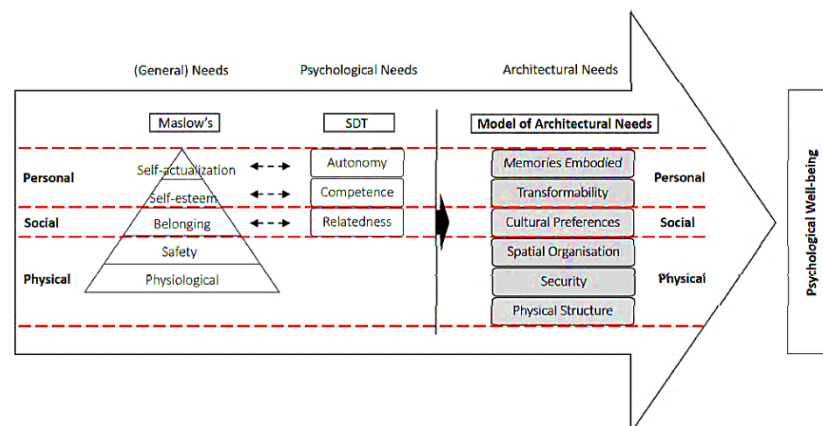 (General) Needs Psychological Needs Architectural Needs
Maslow's SDT Model of Architectural Needs
Personal Self-actualization Autonomy Memories Embodied Personal
Self-esteem Competence Transformability
Social Belonging Relatedness Cultural Preferences Social
Safety Spatial Organisation
Physical Physiological Security Physical
Physical Structure
Psychological Well-being